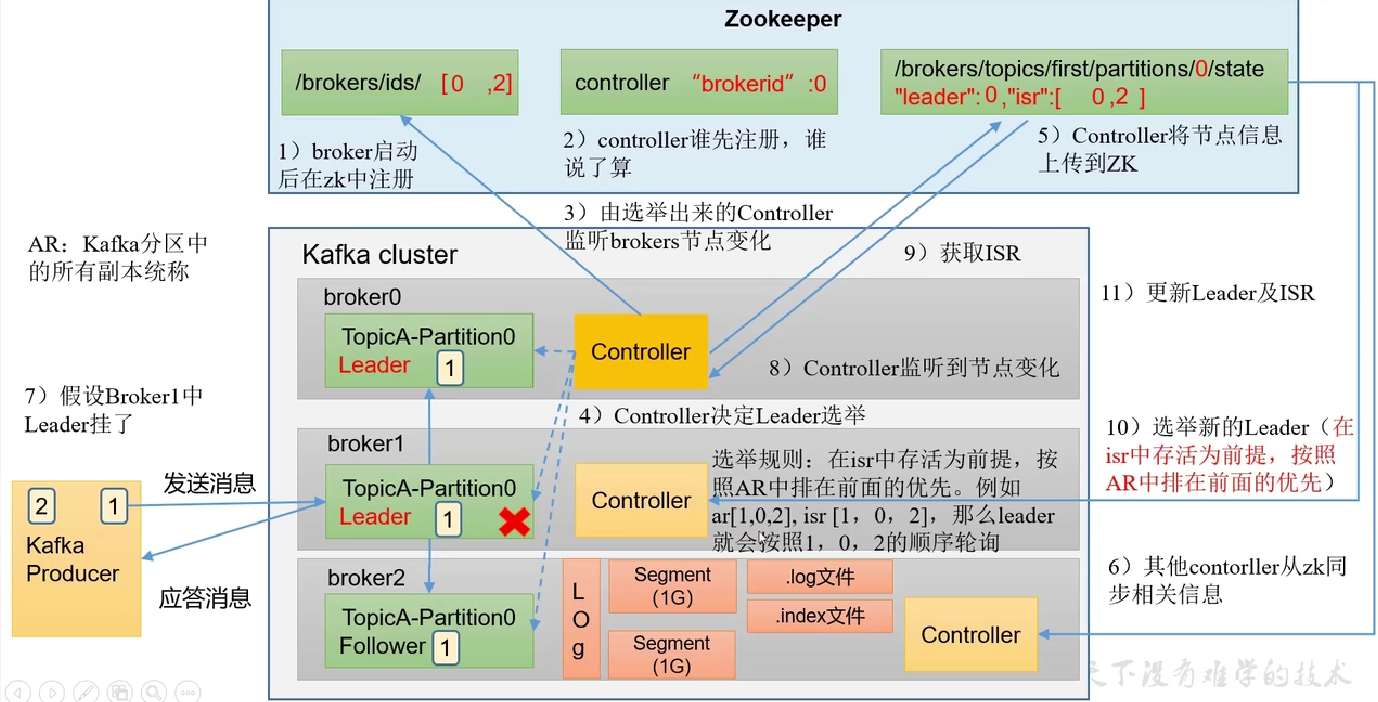 Zookeeper
/brokers/ids/ [0 ,2]
controller “brokerid” :0
/brokers/topics/first/partitions/0/state
"leader":0,"isr":[ 0,2 ]
1）broker启动
后在zk中注册
2）controller谁先注册，谁
说了算
5）Controller将节点信息
上传到ZK
3）由选举出来的Controller
监听brokers节点变化
AR：Kafka分区中
的所有副本统称
Kafka cluster
9）获取ISR
11）更新Leader及ISR
broker0
TopicA-Partition0
Leader 1
Controller
8）Controller监听到节点变化
7）假设Broker1中
Leader挂了
4）Controller决定Leader选举
broker1
TopicA-Partition0
Leader 1
Controller
选举规则：在isr中存活为前提，按
照AR中排在前面的优先。例如
ar[1,0,2], isr [1，0，2]，那么leader
就会按照1，0，2的顺序轮询
10）选举新的Leader（在
isr中存活为前提，按照
AR中排在前面的优先）
发送消息
2 1
Kafka
Producer
应答消息
broker2
TopicA-Partition0
Follower 1
L
O
g
Segment
(1G)
Segment
(1G)
.log文件
.index文件
Controller
6）其他contorller从zk同
步相关信息
天下没有难学的技术